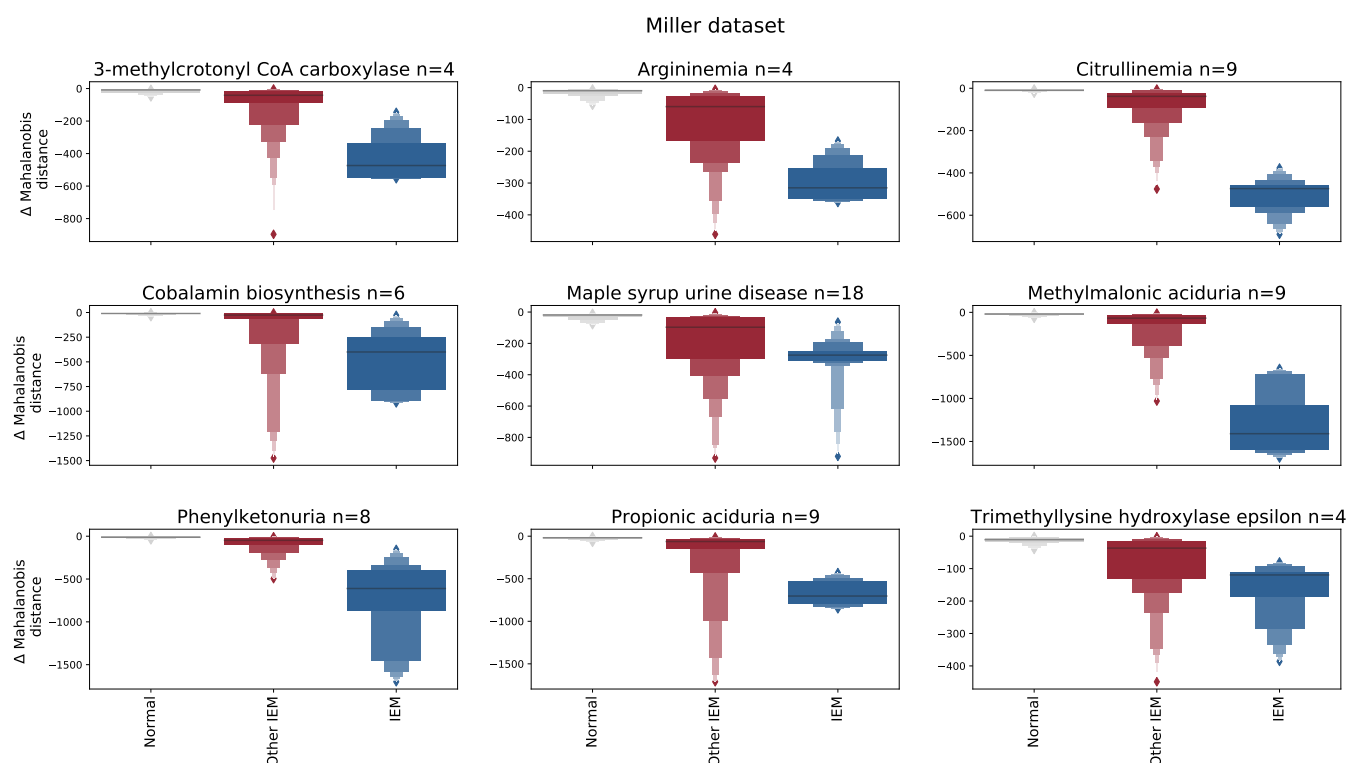 Miller dataset
3-methylcrotonyl CoA carboxylase n=4
Argininemia n=4
Citrullinemia n=9
Δ Mahalanobis
distance
0
−200
−400
−600
−800
0
−100
−200
−300
−400
0
−200
−400
−600
Cobalamin biosynthesis n=6
Maple syrup urine disease n=18
Methylmalonic aciduria n=9
Δ Mahalanobis
distance
0
−250
−500
−750
−1000
−1250
−1500
0
−200
−400
−600
−800
0
−500
−1000
−1500
Phenylketonuria n=8
Propionic aciduria n=9
Trimethyllysine hydroxylase epsilon n=4
Δ Mahalanobis
distance
0
−500
−1000
−1500
0
−500
−1000
−1500
0
−100
−200
−300
−400
Normal
Other IEM
IEM
Normal
Other IEM
IEM
Normal
Other IEM
IEM